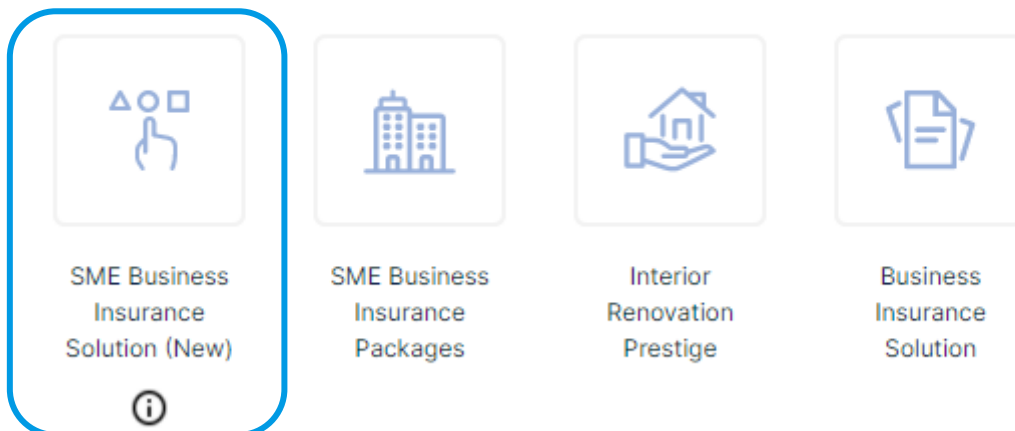 SME Business
Insurance
Solution (New)
SME Business
Insurance
Packages
Interior
Renovation
Prestige
Business
Insurance
Solution